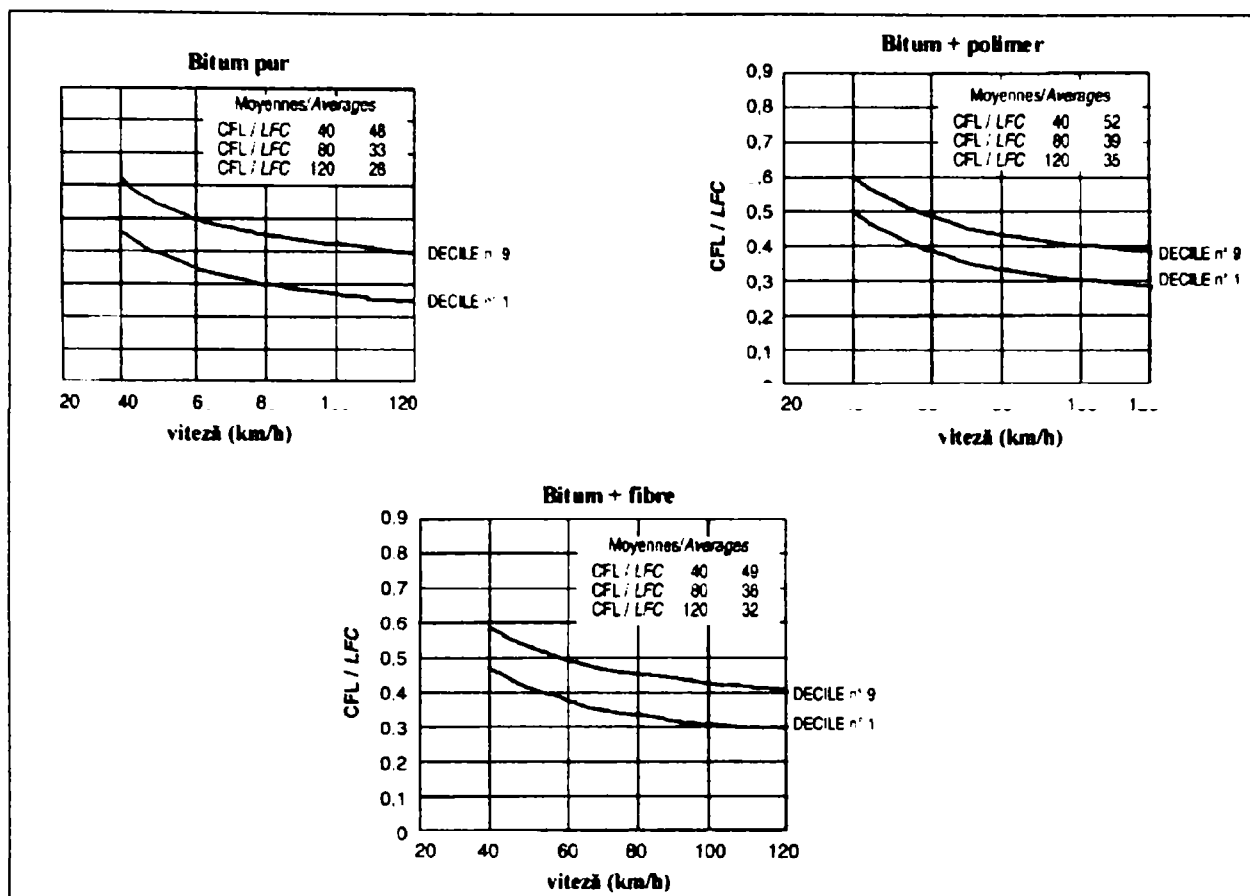 Bitum pur
Moyennes/Averages
CFL / LFC 40 48
CFL / LFC 80 33
CFL / LFC 120 28
DECILE n° 9
DECILE n° 1
20 40 120
viteză (km/h)
Bitum + polimer
0,9
0,8
0,7
0,5
0,4
0,3
0,2
0,1
CFL / LFC
Moyennes/Averages
CFL / LFC 40 52
CFL / LFC 80 39
CFL / LFC 120 35
DECILE n° 9
DECILE n° 1
20
viteză (km/h)
Bitum + fibre
0.9
0.8
0.7
0.6
0.5
0.4
0.3
0.2
0.1
0
CFL / LFC
Moyennes/Averages
CFL / LFC 40 49
CFL / LFC 80 38
CFL / LFC 120 32
DECILE n° 9
DECILE n° 1
20 40 60 80 100 120
viteză (km/h)